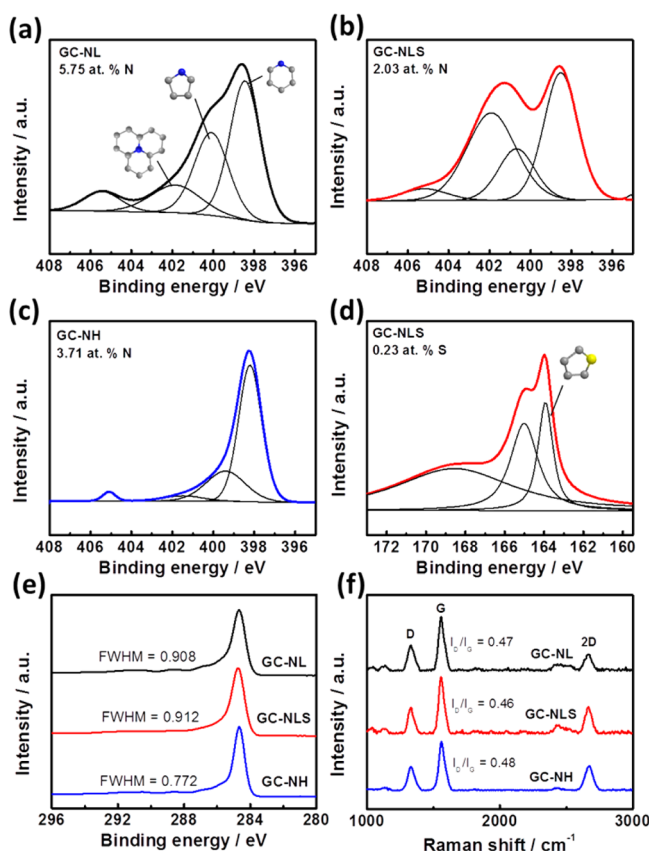 (a)
GC-NL
5.75 at. % N
Intensity / a.u.
408 406 404 402 400 398 396
Binding energy / eV
(b)
GC-NLS
2.03 at. % N
Intensity / a.u.
408 406 404 402 400 398 396
Binding energy / eV
(c)
GC-NH
3.71 at. % N
Intensity / a.u.
408 406 404 402 400 398 396
Binding energy / eV
(d)
GC-NLS
0.23 at. % S
Intensity / a.u.
172 170 168 166 164 162 160
Binding energy / eV
(e)
FWHM = 0.908
GC-NL
FWHM = 0.912
GC-NLS
FWHM = 0.772
GC-NH
Intensity / a.u.
296 294 292 290 288 286 284 282 280
Binding energy / eV
(f)
D
G
2D
I_D/I_G = 0.47
GC-NL
I_D/I_G = 0.46
GC-NLS
I_D/I_G = 0.48
GC-NH
Intensity / a.u.
1000 2000 3000
Raman shift / cm⁻¹